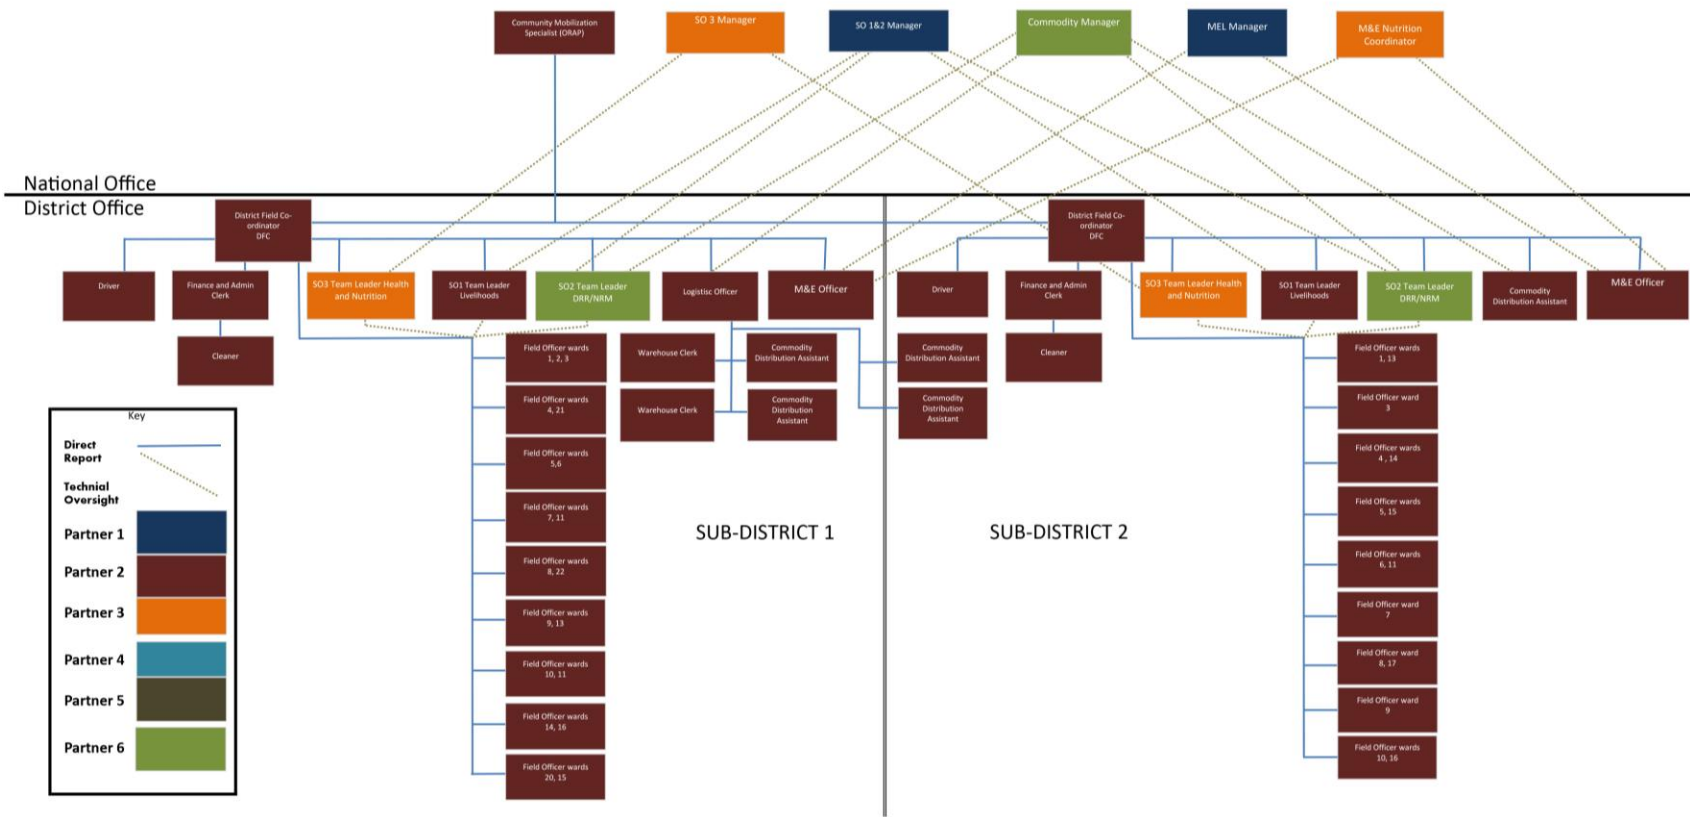 Community Mobilization
Specialist (ORAP)
SO 3 Manager
SO 1&2 Manager
Commodity Manager
MEL Manager
M&E Nutrition
Coordinator
National Office
District Office
District Field Co-
ordinator
DFC
District Field Co-
ordinator
DFC
Driver
Finance and Admin
Clerk
SO3 Team Leader Health
and Nutrition
SO1 Team Leader
Livelihoods
SO2 Team Leader
DRR/NRM
Logistisc Officer
M&E Officer
Driver
Finance and Admin
Clerk
SO3 Team Leader Health
and Nutrition
SO1 Team Leader
Livelihoods
SO2 Team Leader
DRR/NRM
Commodity
Distribution Assistant
M&E Officer
Cleaner
Field Officer wards
1, 2, 3
Field Officer wards
4, 21
Field Officer wards
5,6
Field Officer wards
7, 11
Field Officer wards
8, 22
Field Officer wards
9, 13
Field Officer wards
10, 11
Field Officer wards
14, 16
Field Officer wards
20, 15
Warehouse Clerk
Commodity
Distribution Assistant
Warehouse Clerk
Commodity
Distribution
Assistant
Commodity
Distribution Assistant
Commodity
Distribution
Assistant
Cleaner
Field Officer wards
1, 13
Field Officer ward
3
Field Officer wards
4 , 14
Field Officer wards
5, 15
Field Officer wards
6, 11
Field Officer ward
7
Field Officer ward
8, 17
Field Officer ward
9
Field Officer wards
10, 16
SUB-DISTRICT 1
SUB-DISTRICT 2
Key
Direct
Report
Technial
Oversight
Partner 1
Partner 2
Partner 3
Partner 4
Partner 5
Partner 6